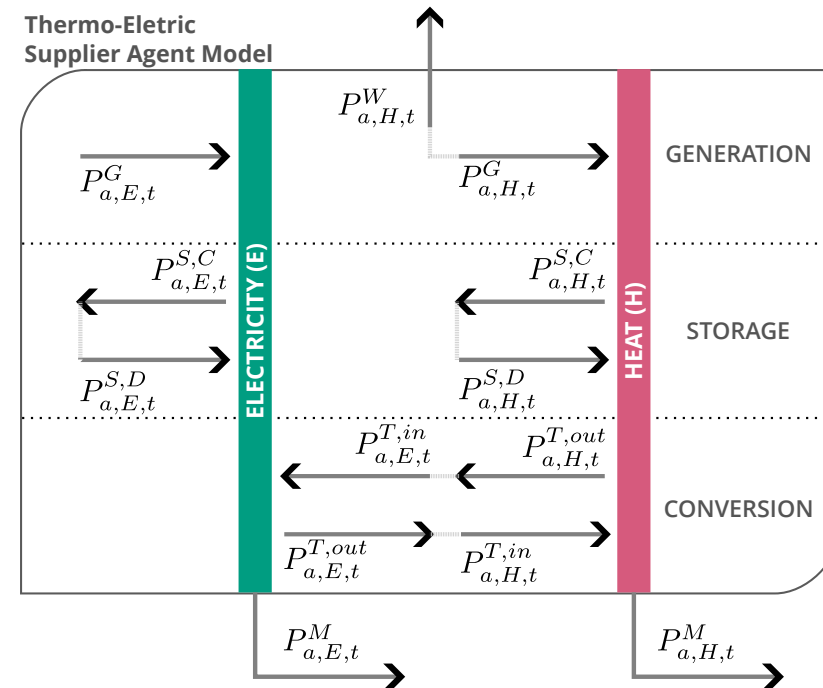 Thermo-Eletric
Supplier Agent Model
P^W_{a,H,t}
GENERATION
P^G_{a,E,t}
P^G_{a,H,t}
ELECTRICITY (E)
HEAT (H)
P^{S,C}_{a,E,t}
P^{S,C}_{a,H,t}
STORAGE
P^{S,D}_{a,E,t}
P^{S,D}_{a,H,t}
P^{T,in}_{a,E,t}
P^{T,out}_{a,H,t}
CONVERSION
P^{T,out}_{a,E,t}
P^{T,in}_{a,H,t}
P^M_{a,E,t}
P^M_{a,H,t}